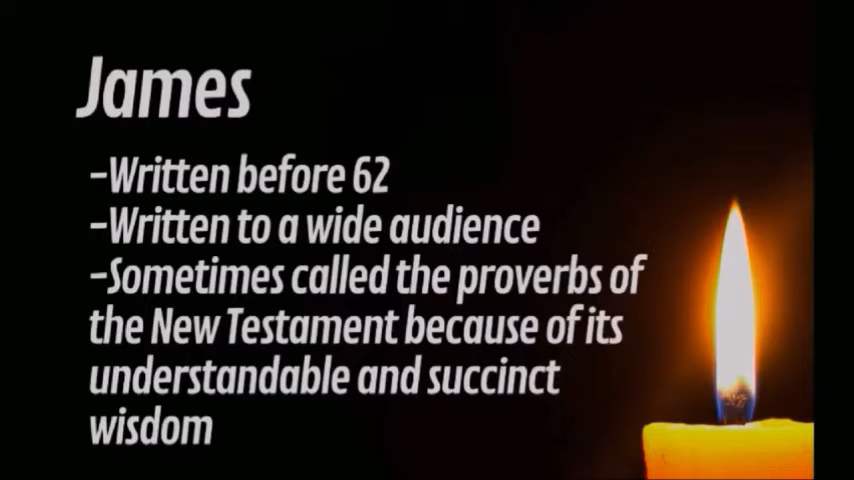 James
-Written before 62
-Written to a wide audience
-Sometimes called the proverbs of
the New Testament because of its
understandable and succinct
wisdom